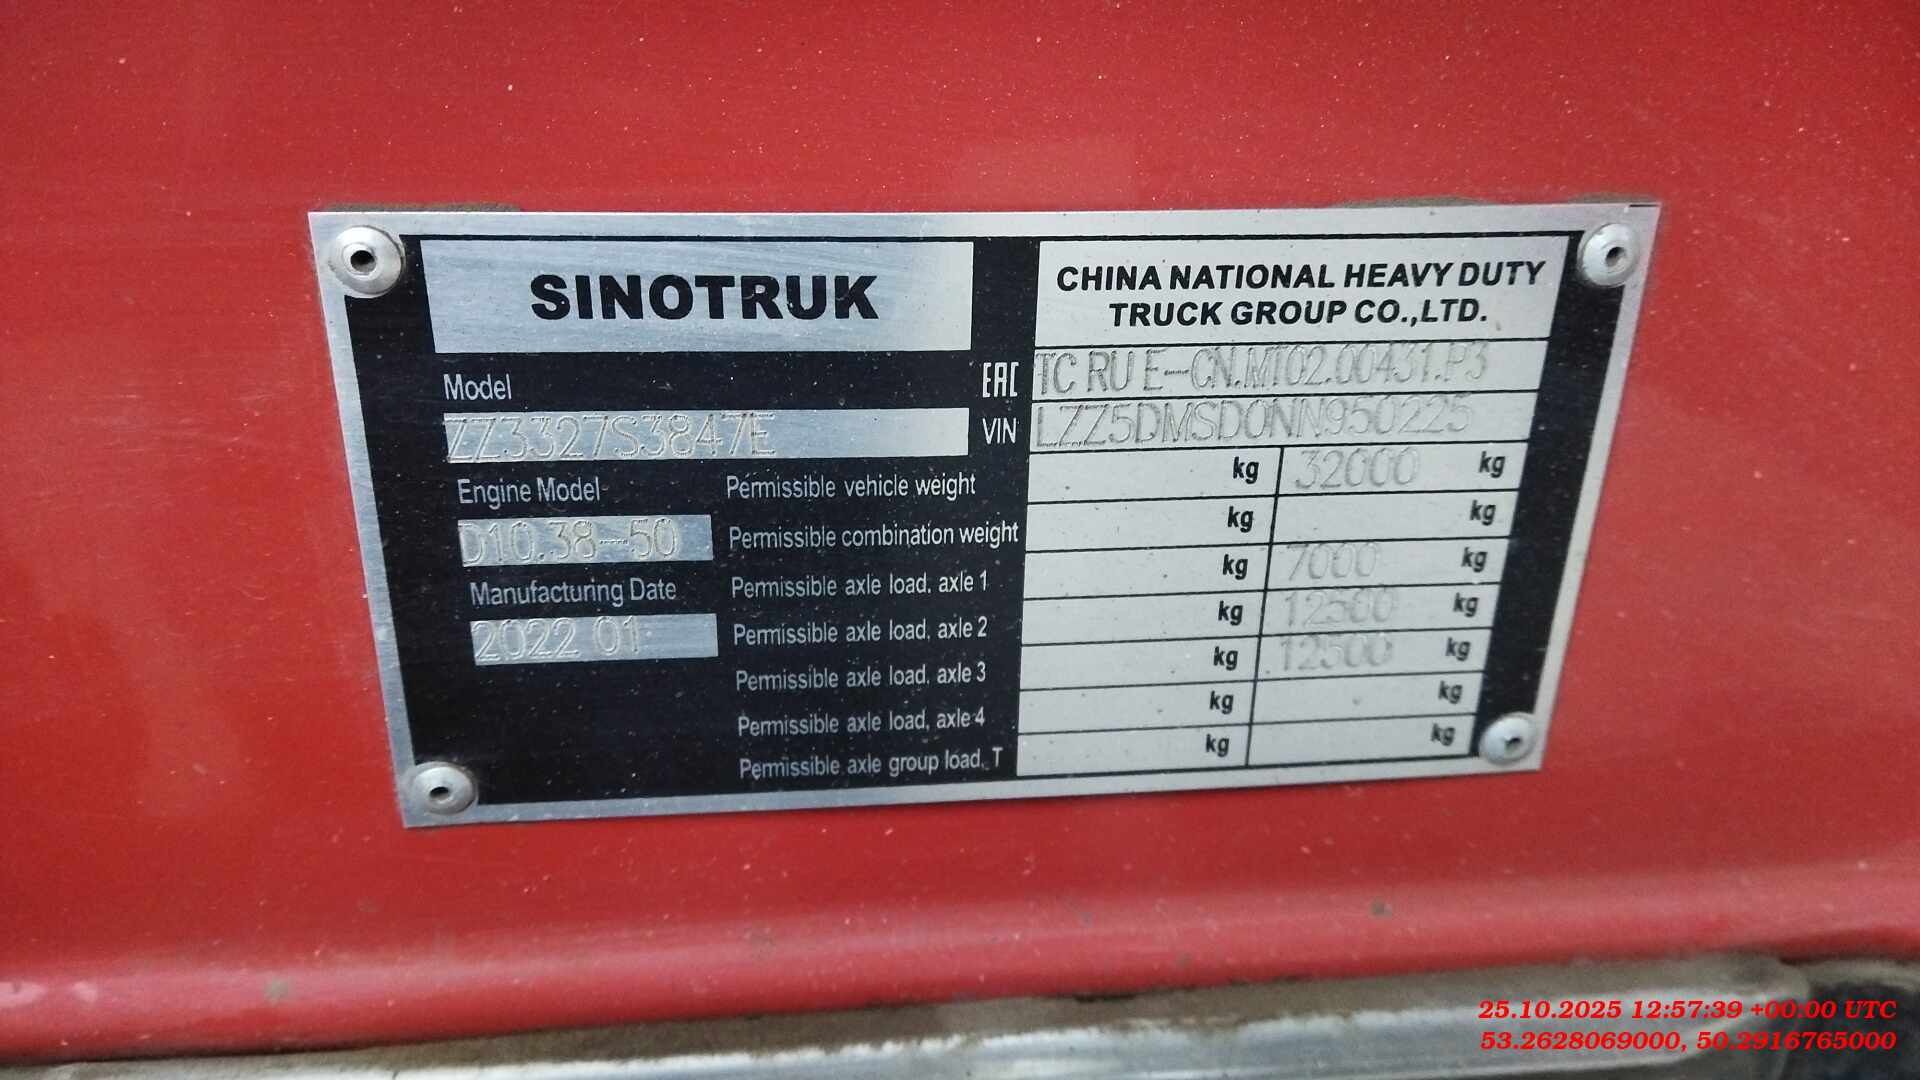 SINOTRUK
CHINA NATIONAL HEAVY DUTY
TRUCK GROUP CO.,LTD.
Model
EAC TC RU E-CN.MT02.00431.P3
ZZ3327S3847E
VIN LZZ5DMSD0NN950225
Engine Model
D10.38-50
Manufacturing Date
2022 01
Permissible vehicle weight kg 32000 kg
Permissible combination weight kg kg
Permissible axle load, axle 1 kg 7000 kg
Permissible axle load, axle 2 kg 12500 kg
Permissible axle load, axle 3 kg 12500 kg
Permissible axle load, axle 4 kg kg
Permissible axle group load, T kg kg
25.10.2025 12:57:39 +00:00 UTC
53.2628069000, 50.2916765000